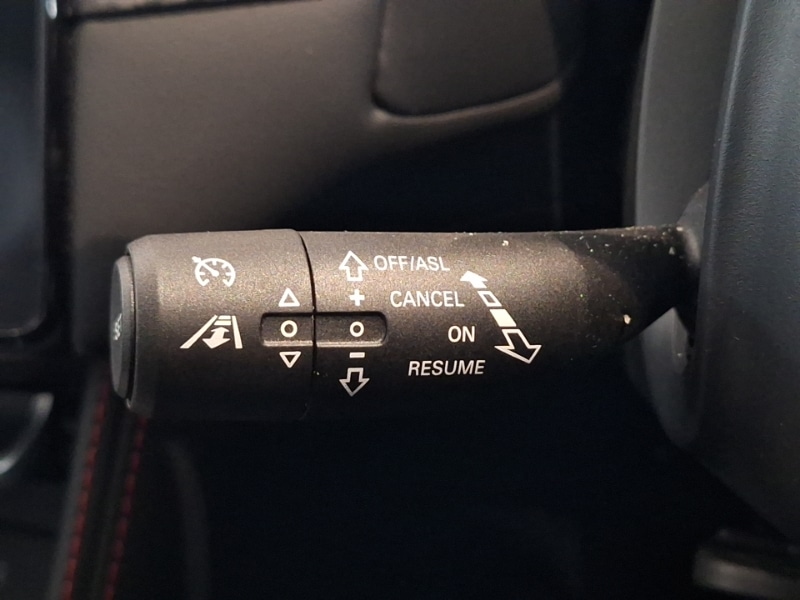 OFF/ASL
+
CANCEL
ON
-
RESUME